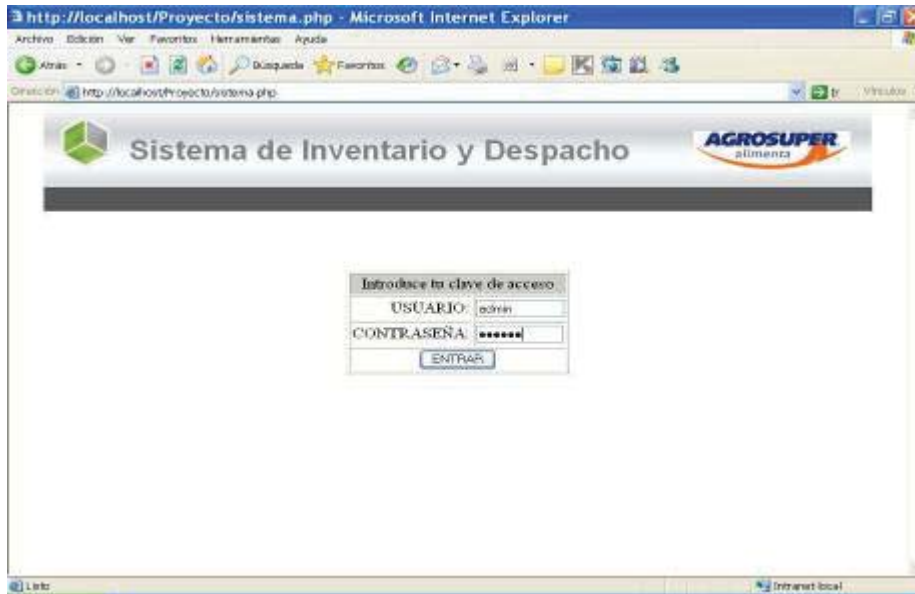 http://localhost/Proyecto/sistema.php - Microsoft Internet Explorer
Archivo Edición Ver Favoritos Herramientas Ayuda
Atrás Búsqueda Favoritos
Dirección http://localhost/Proyecto/sistema.php Ir Vínculos
Sistema de Inventario y Despacho
AGROSUPER
alimenta
Introduce tu clave de acceso
USUARIO: admin
CONTRASEÑA: ••••••
ENTRAR
Listo Intranet local